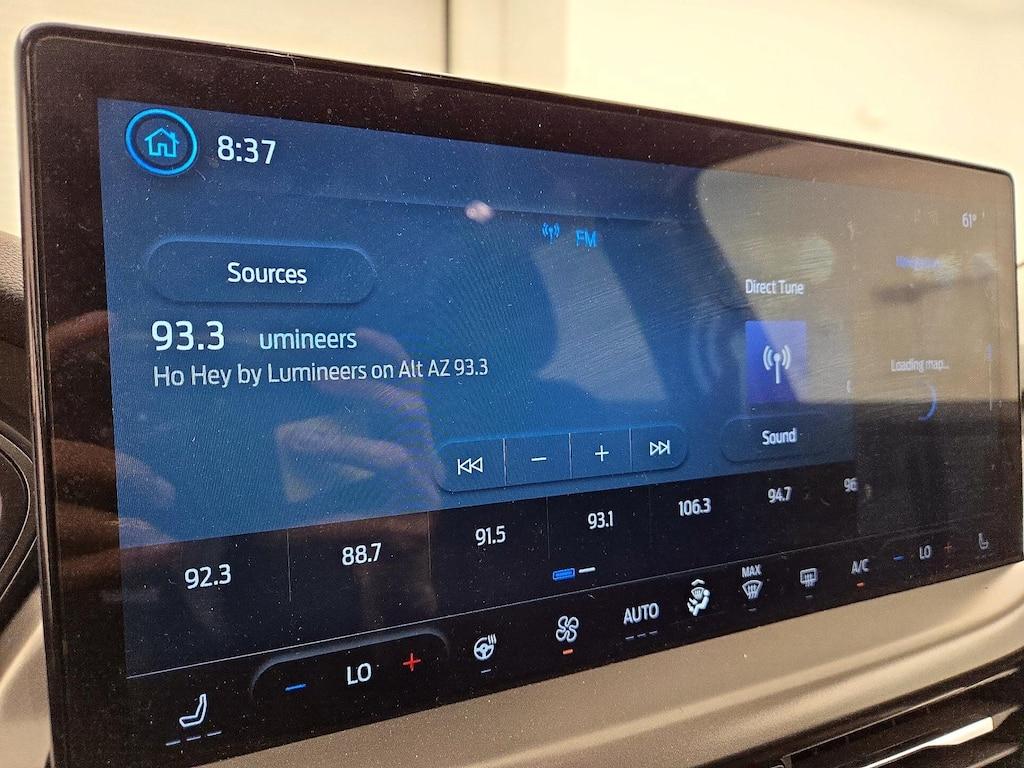 8:37
61°
FM
Sources
Direct Tune
93.3 umineers
Ho Hey by Lumineers on Alt AZ 93.3
Loading map...
Sound
92.3 88.7 91.5 93.1 106.3 94.7 96
LO AUTO MAX A/C LO